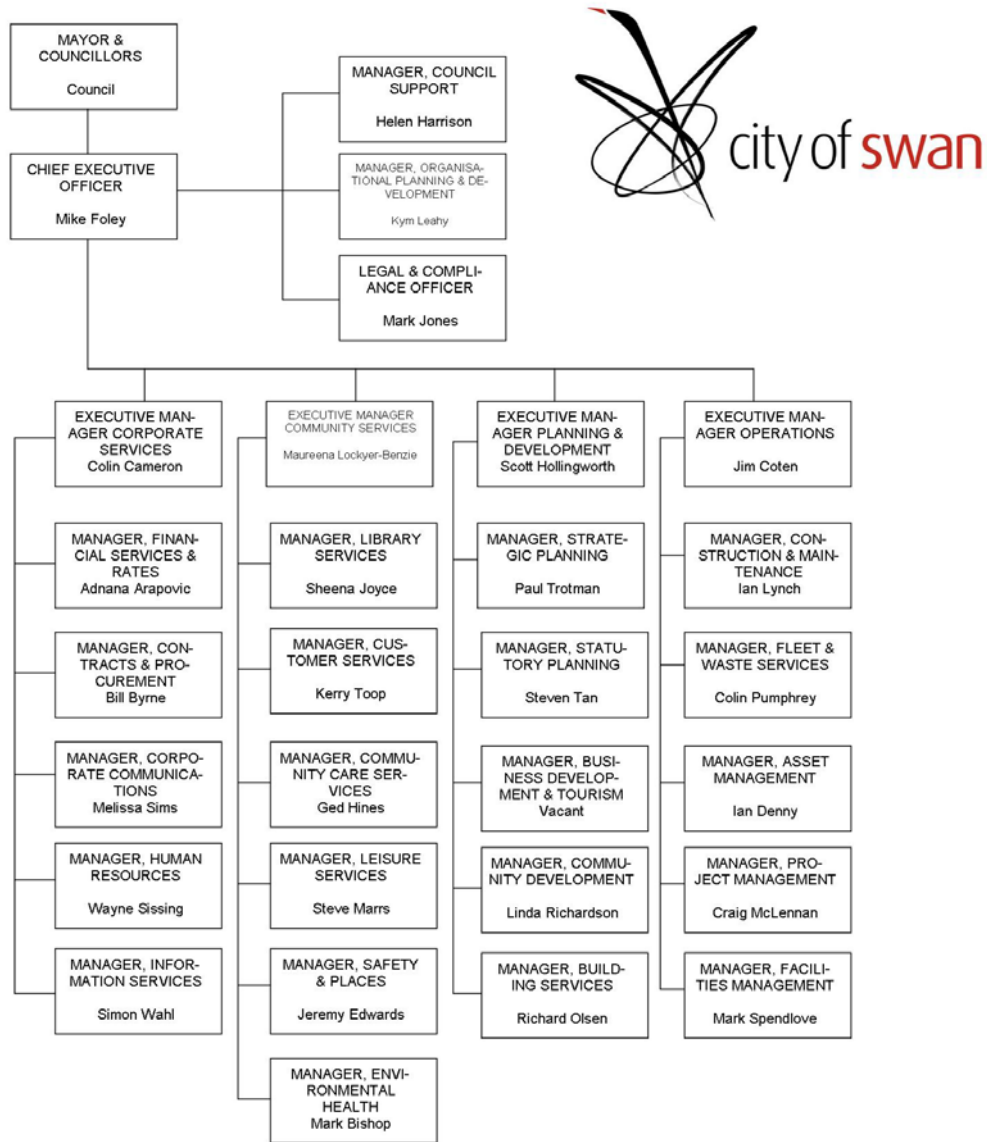 MAYOR &
COUNCILLORS
Council
CHIEF EXECUTIVE
OFFICER
Mike Foley
MANAGER, COUNCIL
SUPPORT
Helen Harrison
MANAGER, ORGANISA-
TIONAL PLANNING & DE-
VELOPMENT
Kym Leahy
LEGAL & COMPLI-
ANCE OFFICER
Mark Jones
city of swan
EXECUTIVE MAN-
AGER CORPORATE
SERVICES
Colin Cameron
MANAGER, FINAN-
CIAL SERVICES &
RATES
Adnana Arapovic
MANAGER, CON-
TRACTS & PRO-
CUREMENT
Bill Byrne
MANAGER, CORPO-
RATE COMMUNICA-
TIONS
Melissa Sims
MANAGER, HUMAN
RESOURCES
Wayne Sissing
MANAGER, INFOR-
MATION SERVICES
Simon Wahl
EXECUTIVE MANAGER
COMMUNITY SERVICES
Maureena Lockyer-Benzie
MANAGER, LIBRARY
SERVICES
Sheena Joyce
MANAGER, CUS-
TOMER SERVICES
Kerry Toop
MANAGER, COMMU-
NITY CARE SER-
VICES
Ged Hines
MANAGER, LEISURE
SERVICES
Steve Marrs
MANAGER, SAFETY
& PLACES
Jeremy Edwards
MANAGER, ENVI-
RONMENTAL
HEALTH
Mark Bishop
EXECUTIVE MAN-
AGER PLANNING &
DEVELOPMENT
Scott Hollingworth
MANAGER, STRATE-
GIC PLANNING
Paul Trotman
MANAGER, STATU-
TORY PLANNING
Steven Tan
MANAGER, BUSI-
NESS DEVELOP-
MENT & TOURISM
Vacant
MANAGER, COMMU-
NITY DEVELOPMENT
Linda Richardson
MANAGER, BUILD-
ING SERVICES
Richard Olsen
EXECUTIVE MAN-
AGER OPERATIONS
Jim Coten
MANAGER, CON-
STRUCTION & MAIN-
TENANCE
Ian Lynch
MANAGER, FLEET &
WASTE SERVICES
Colin Pumphrey
MANAGER, ASSET
MANAGEMENT
Ian Denny
MANAGER, PRO-
JECT MANAGEMENT
Craig McLennan
MANAGER, FACILI-
TIES MANAGEMENT
Mark Spendlove